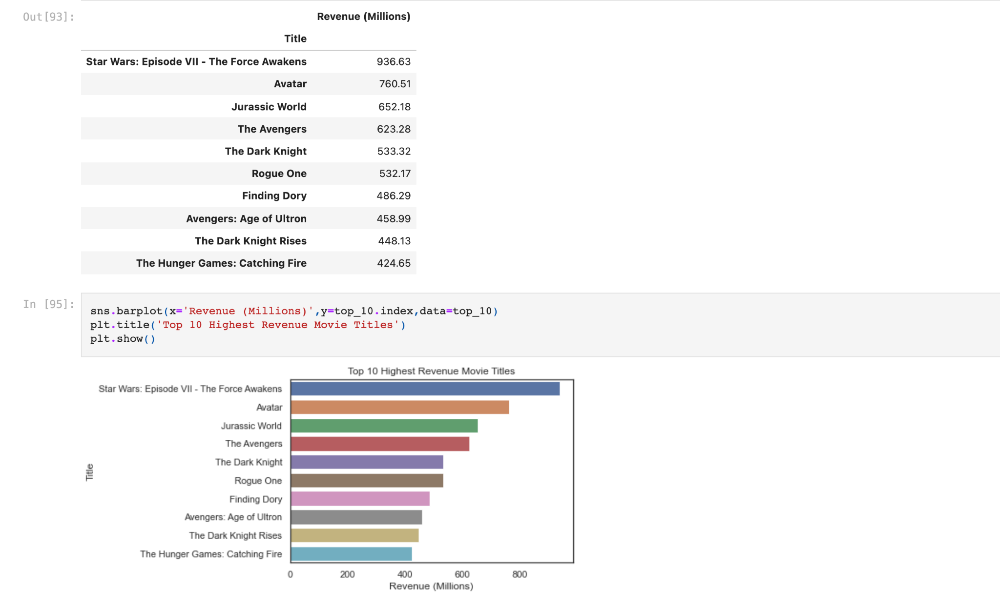 Out[93]:
Revenue (Millions)
Title
Star Wars: Episode VII - The Force Awakens 936.63
Avatar 760.51
Jurassic World 652.18
The Avengers 623.28
The Dark Knight 533.32
Rogue One 532.17
Finding Dory 486.29
Avengers: Age of Ultron 458.99
The Dark Knight Rises 448.13
The Hunger Games: Catching Fire 424.65
In [95]:
sns.barplot(x='Revenue (Millions)',y=top_10.index,data=top_10)
plt.title('Top 10 Highest Revenue Movie Titles')
plt.show()
Top 10 Highest Revenue Movie Titles
Star Wars: Episode VII - The Force Awakens
Avatar
Jurassic World
The Avengers
The Dark Knight
Title
Rogue One
Finding Dory
Avengers: Age of Ultron
The Dark Knight Rises
The Hunger Games: Catching Fire
0 200 400 600 800
Revenue (Millions)